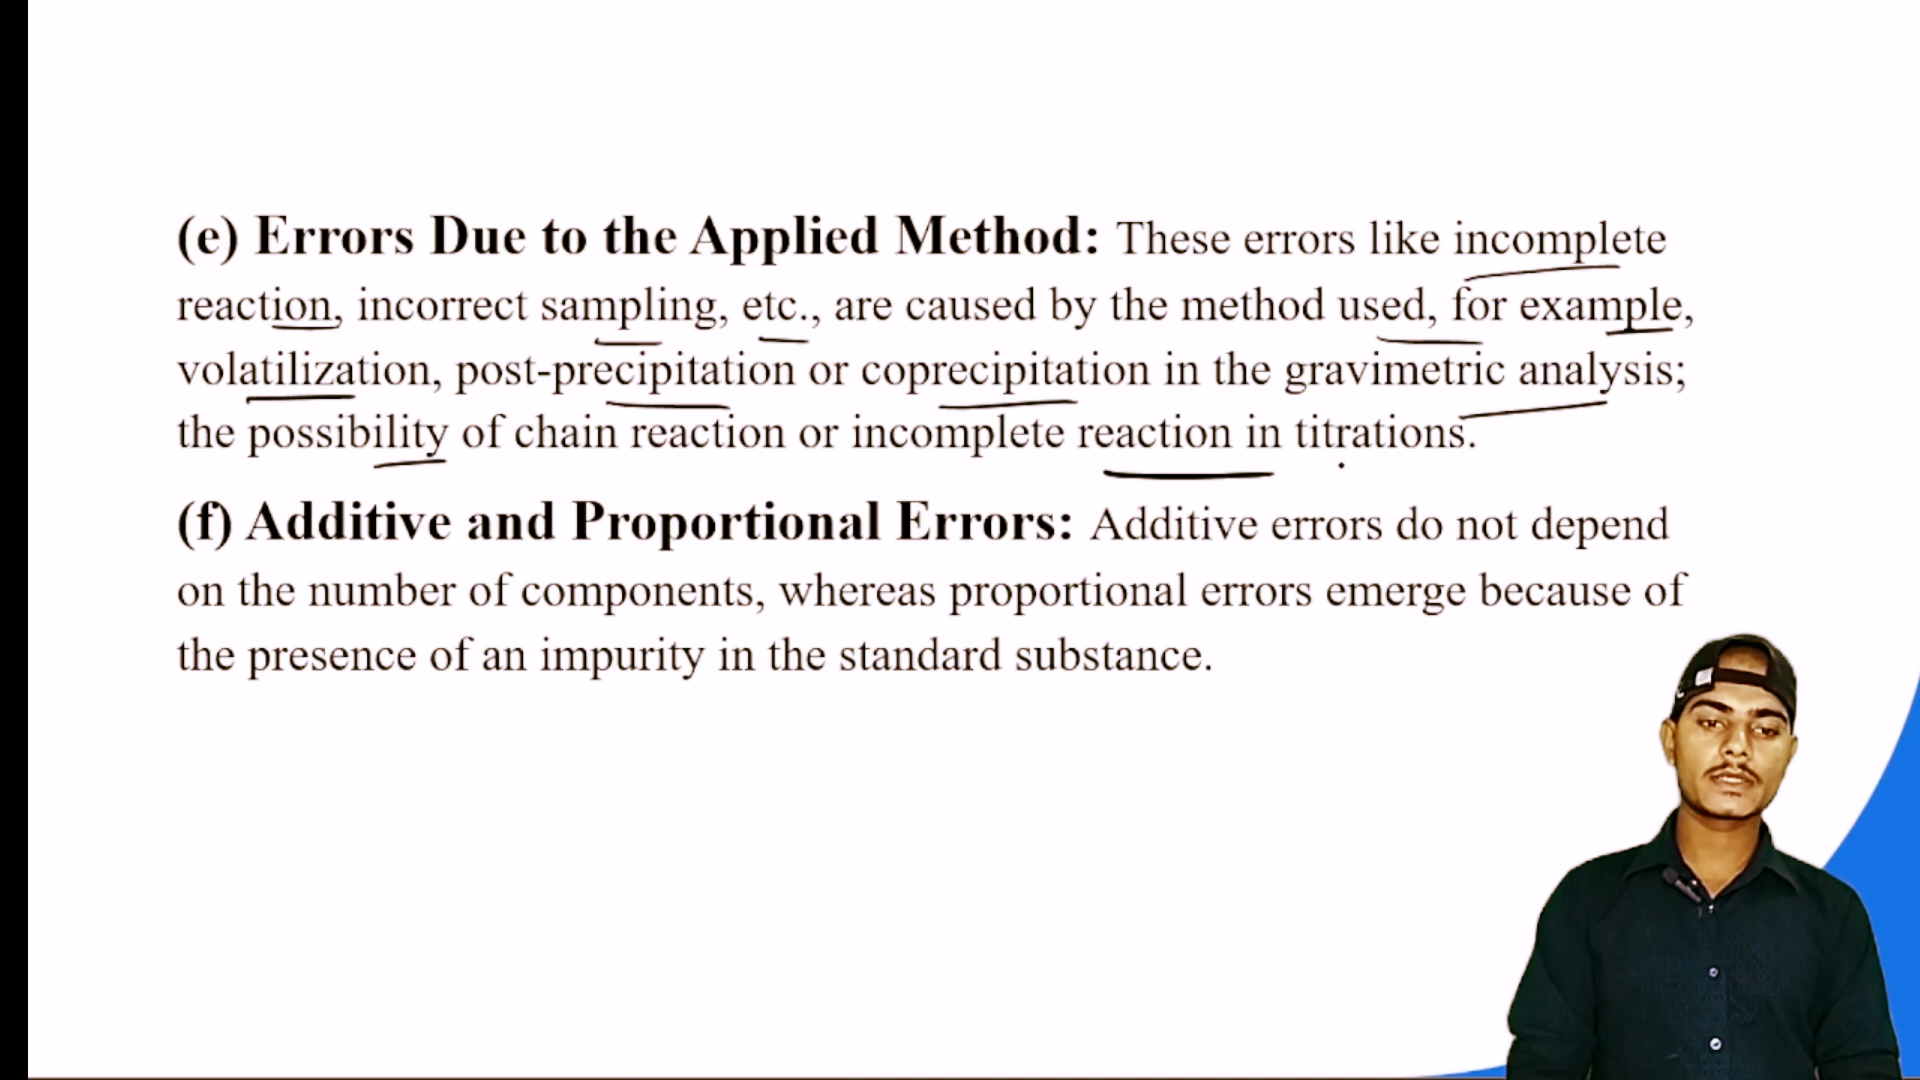 (e) Errors Due to the Applied Method: These errors like incomplete
reaction, incorrect sampling, etc., are caused by the method used, for example,
volatilization, post-precipitation or coprecipitation in the gravimetric analysis;
the possibility of chain reaction or incomplete reaction in titrations.
(f) Additive and Proportional Errors: Additive errors do not depend
on the number of components, whereas proportional errors emerge because of
the presence of an impurity in the standard substance.